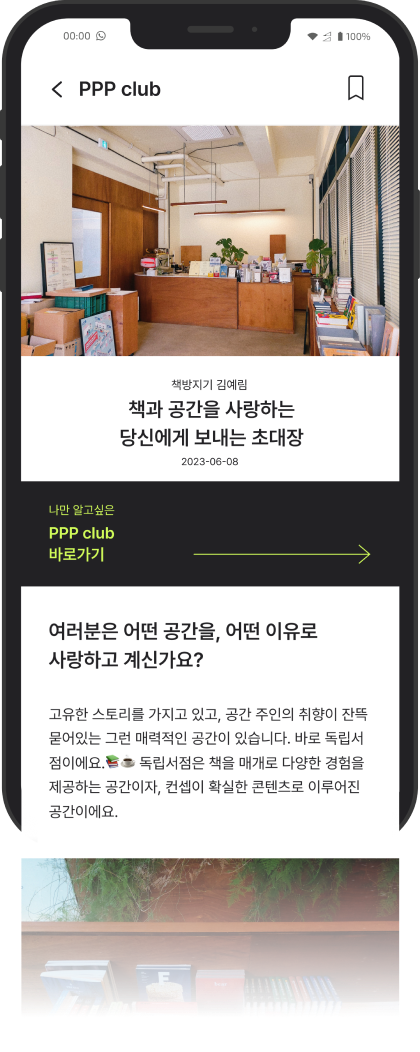 00:00
100%
PPP club
책방지기 김예림
책과 공간을 사랑하는
당신에게 보내는 초대장
2023-06-08
나만 알고싶은
PPP club
바로가기
여러분은 어떤 공간을, 어떤 이유로
사랑하고 계신가요?
고유한 스토리를 가지고 있고, 공간 주인의 취향이 잔뜩
묻어있는 그런 매력적인 공간이 있습니다. 바로 독립서
점이에요.📚☕ 독립서점은 책을 매개로 다양한 경험을
제공하는 공간이자, 컨셉이 확실한 콘텐츠로 이루어진
공간이에요.